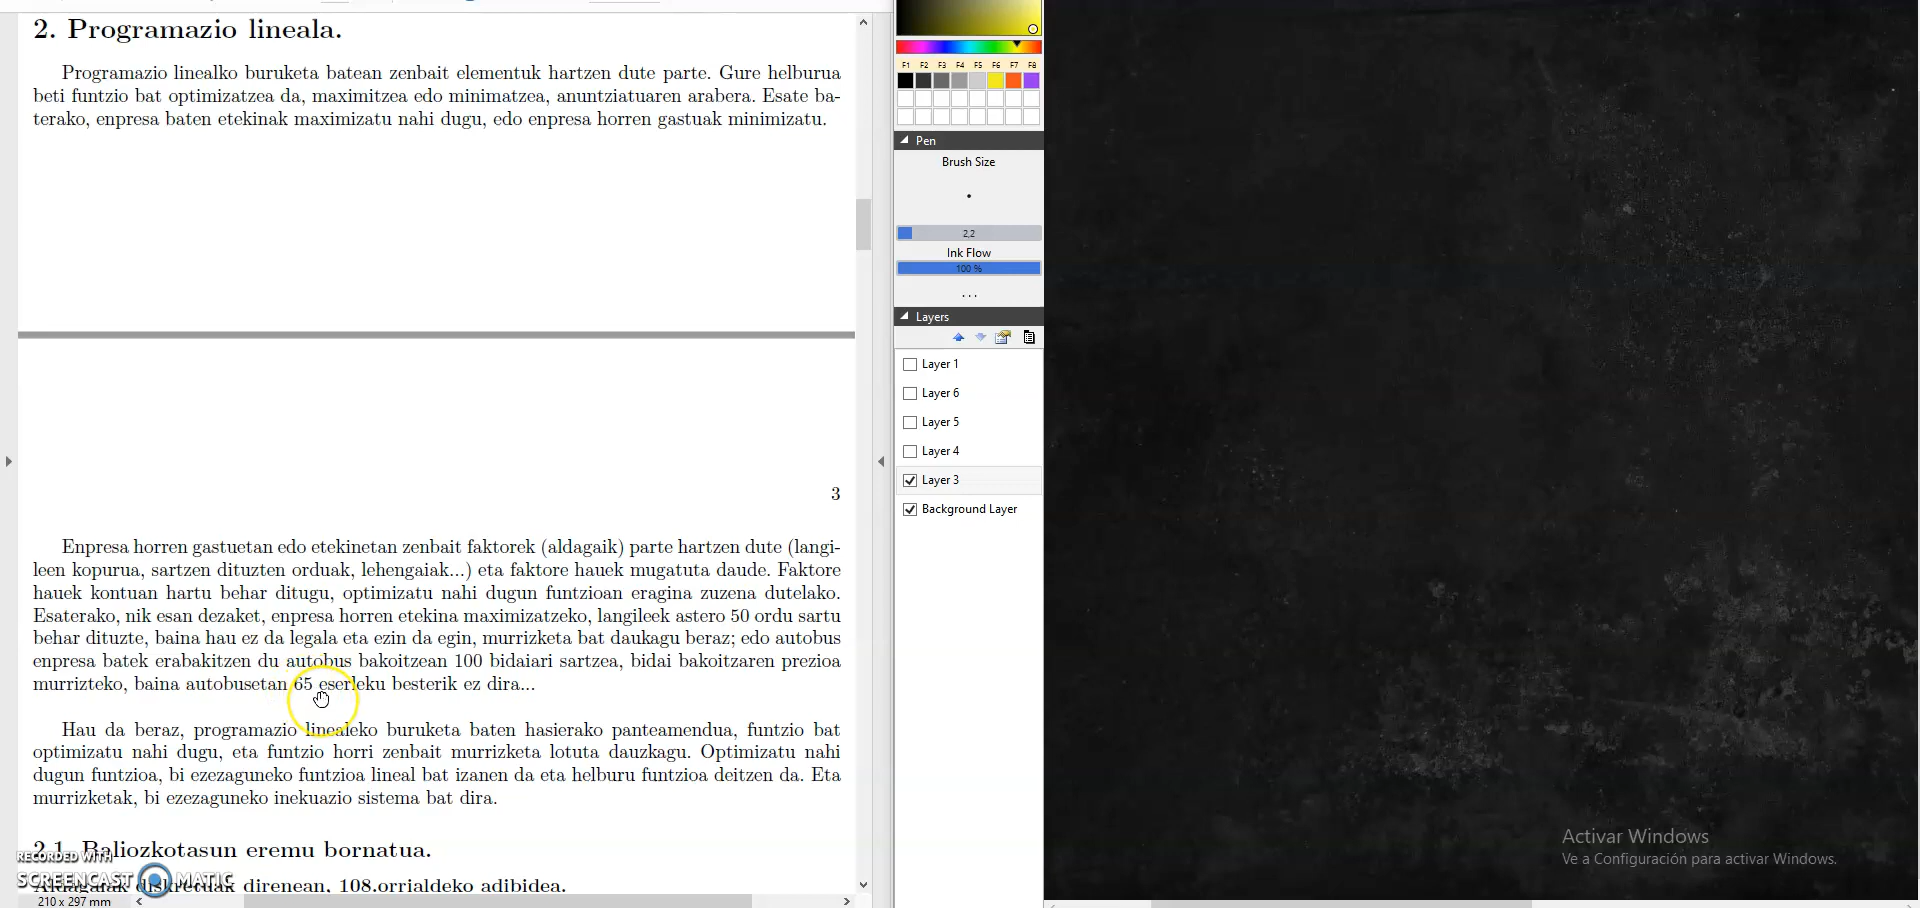 2. Programazio lineala.
Programazio linealko buruketa batean zenbait elementuk hartzen dute parte. Gure helburua
beti funtzio bat optimizatzea da, maximitzea edo minimatzea, anuntziatuaren arabera. Esate ba-
terako, enpresa baten etekinak maximizatu nahi dugu, edo enpresa horren gastuak minimizatu.
3
Enpresa horren gastuetan edo etekinetan zenbait faktorek (aldagaik) parte hartzen dute (langi-
leen kopurua, sartzen dituzten orduak, lehengaiak...) eta faktore hauek mugatuta daude. Faktore
hauek kontuan hartu behar ditugu, optimizatu nahi dugun funtzioan eragina zuzena dutelako.
Esaterako, nik esan dezaket, enpresa horren etekina maximizatzeko, langileek astero 50 ordu sartu
behar dituzte, baina hau ez da legala eta ezin da egin, murrizketa bat daukagu beraz; edo autobus
enpresa batek erabakitzen du autobus bakoitzean 100 bidaiari sartzea, bidai bakoitzaren prezioa
murrizteko, baina autobusetan 65 eserleku besterik ez dira...
Hau da beraz, programazio linealeko buruketa baten hasierako panteamendua, funtzio bat
optimizatu nahi dugu, eta funtzio horri zenbait murrizketa lotuta dauzkagu. Optimizatu nahi
dugun funtzioa, bi ezezaguneko funtzioa lineal bat izanen da eta helburu funtzioa deitzen da. Eta
murrizketak, bi ezezaguneko inekuazio sistema bat dira.
2.1. Baliozkotasun eremu bornatua.
Aldagaiak diskretuak direnean, 108.orrialdeko adibidea.
RECORDED WITH
SCREENCAST MATIC
210 x 297 mm
F1 F2 F3 F4 F5 F6 F7 F8
Pen
Brush Size
2,2
Ink Flow
100 %
...
Layers
Layer 1
Layer 6
Layer 5
Layer 4
Layer 3
Background Layer
Activar Windows
Ve a Configuración para activar Windows.